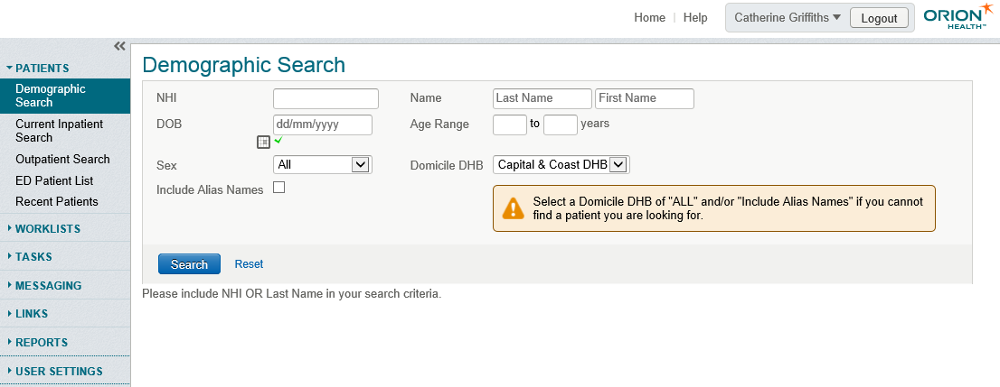 Home | Help Catherine Griffiths Logout ORION
HEALTH™
PATIENTS
Demographic
Search
Current Inpatient
Search
Outpatient Search
ED Patient List
Recent Patients
WORKLISTS
TASKS
MESSAGING
LINKS
REPORTS
USER SETTINGS
Demographic Search
NHI Name Last Name First Name
DOB dd/mm/yyyy Age Range to years
Sex All Domicile DHB Capital & Coast DHB
Include Alias Names
Select a Domicile DHB of "ALL" and/or "Include Alias Names" if you cannot
find a patient you are looking for.
Search Reset
Please include NHI OR Last Name in your search criteria.